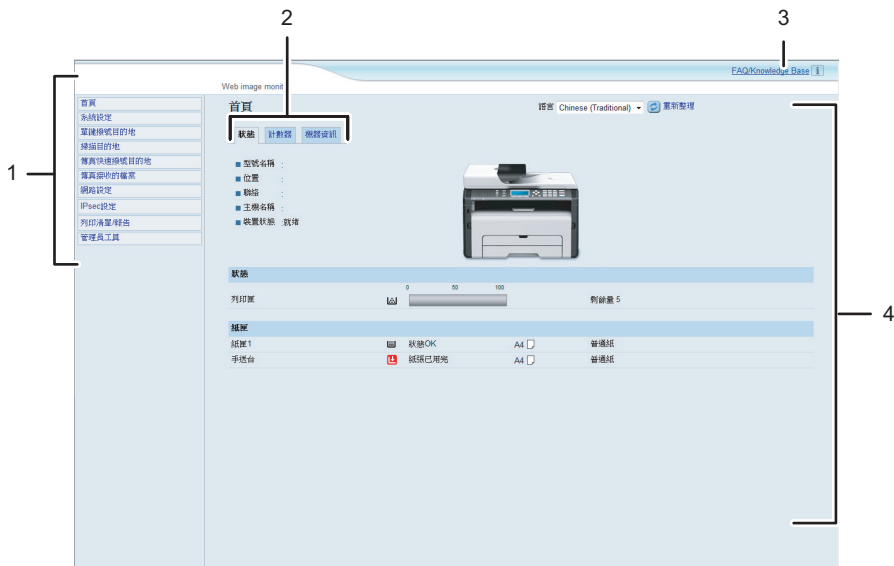 2
3
FAQ/Knowledge Base
Web image monit
1
首頁
系統設定
單鍵撥號目的地
掃描目的地
傳真快速撥號目的地
傳真接收的檔案
網路設定
IPsec設定
列印清單/報告
管理員工具
首頁
語言 Chinese (Traditional) 重新整理
狀態 計數器 機器資訊
型號名稱 :
位置 :
聯絡 :
主機名稱 :
裝置狀態 :就緒
4
狀態
0 50 100
列印匣 剩餘量 5
紙匣
紙匣1 狀態OK A4 普通紙
手送台 紙張已用完 A4 普通紙